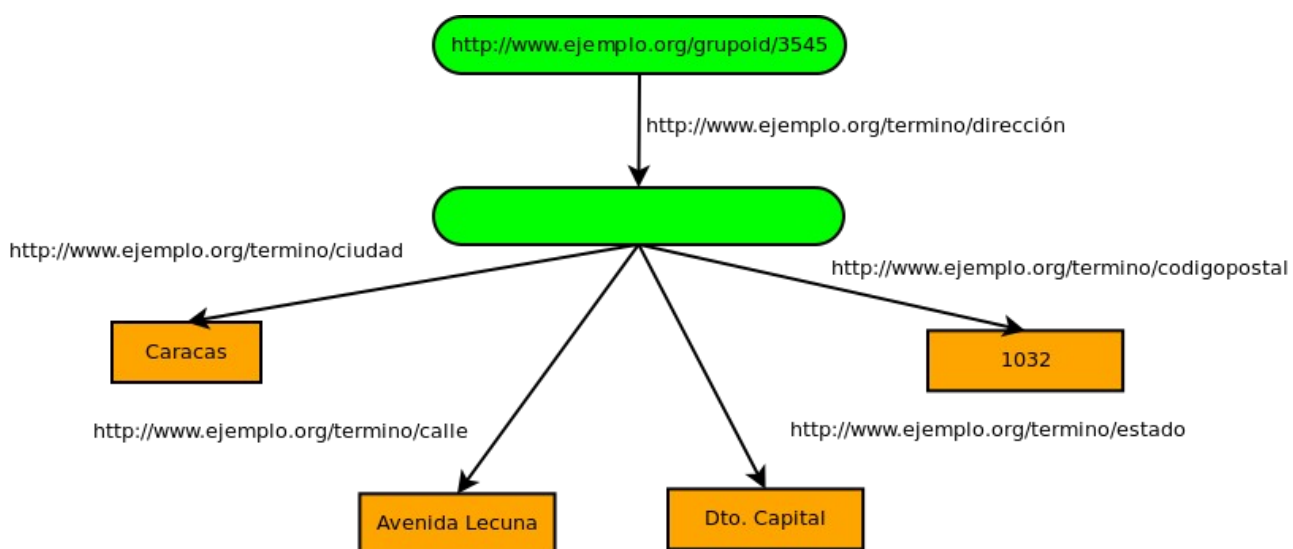 http://www.ejemplo.org/grupoid/3545
http://www.ejemplo.org/termino/dirección
http://www.ejemplo.org/termino/ciudad
http://www.ejemplo.org/termino/codigopostal
Caracas
1032
http://www.ejemplo.org/termino/calle
http://www.ejemplo.org/termino/estado
Avenida Lecuna
Dto. Capital